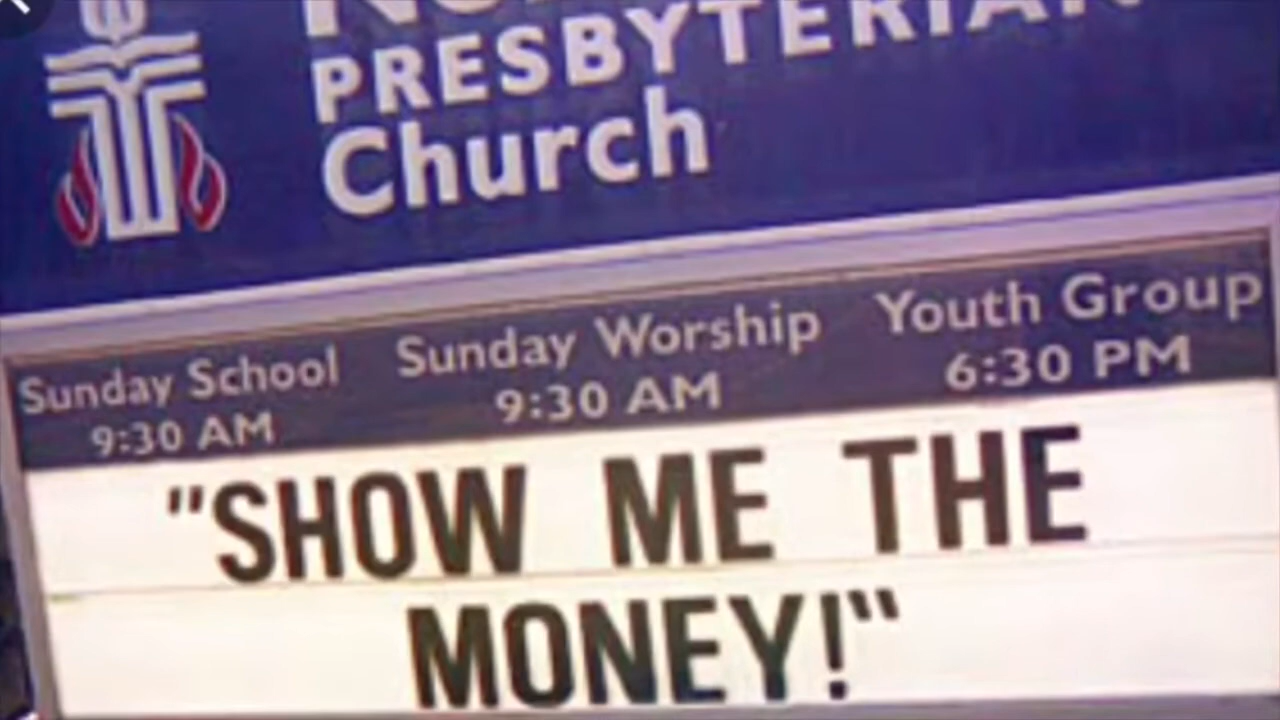 PRESBYTERIAN
Church
Sunday School
9:30 AM
Sunday Worship
9:30 AM
Youth Group
6:30 PM
"SHOW ME THE
MONEY!"